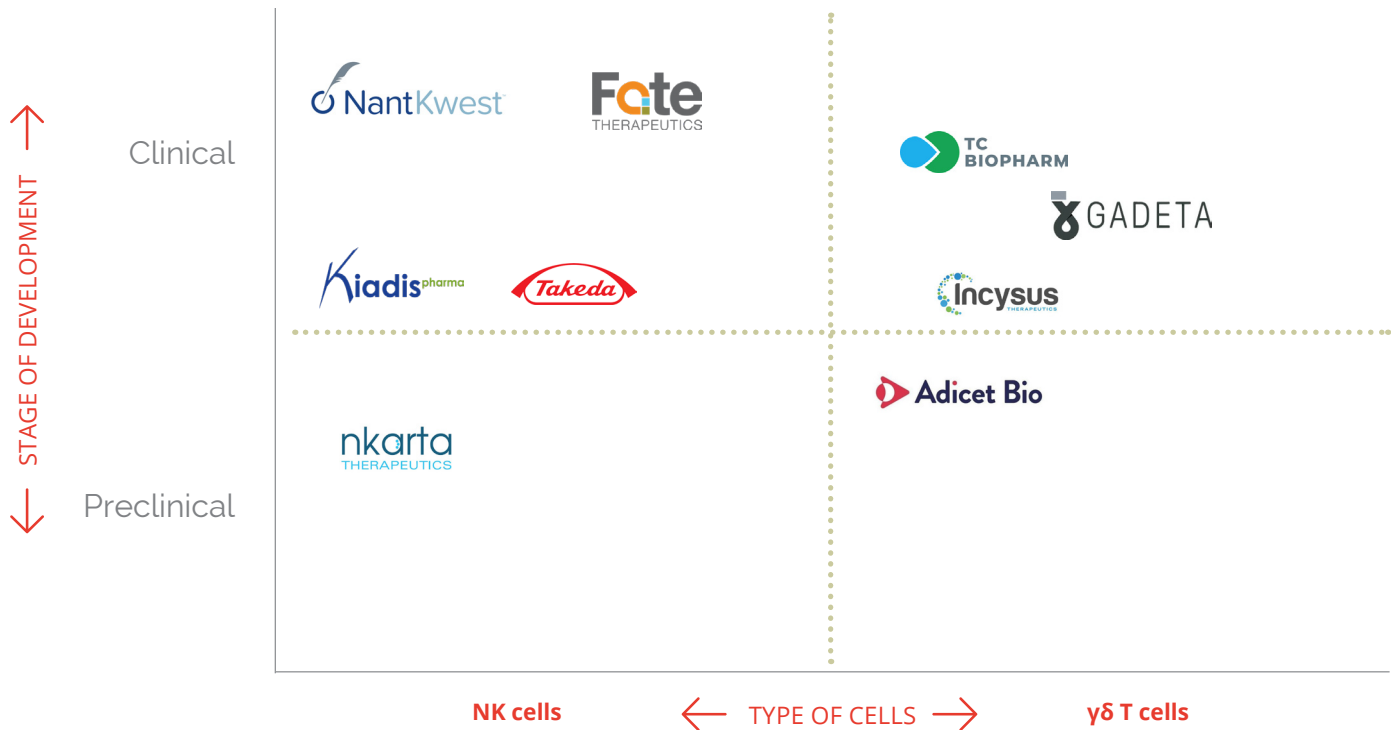 STAGE OF DEVELOPMENT
Clinical
Preclinical
NantKwest
Fate
THERAPEUTICS
TC
BIOPHARM
GADETA
Kiadis pharma
Takeda
Incysus
THERAPEUTICS
Adicet Bio
nkarta
THERAPEUTICS
NK cells
TYPE OF CELLS
γδ T cells